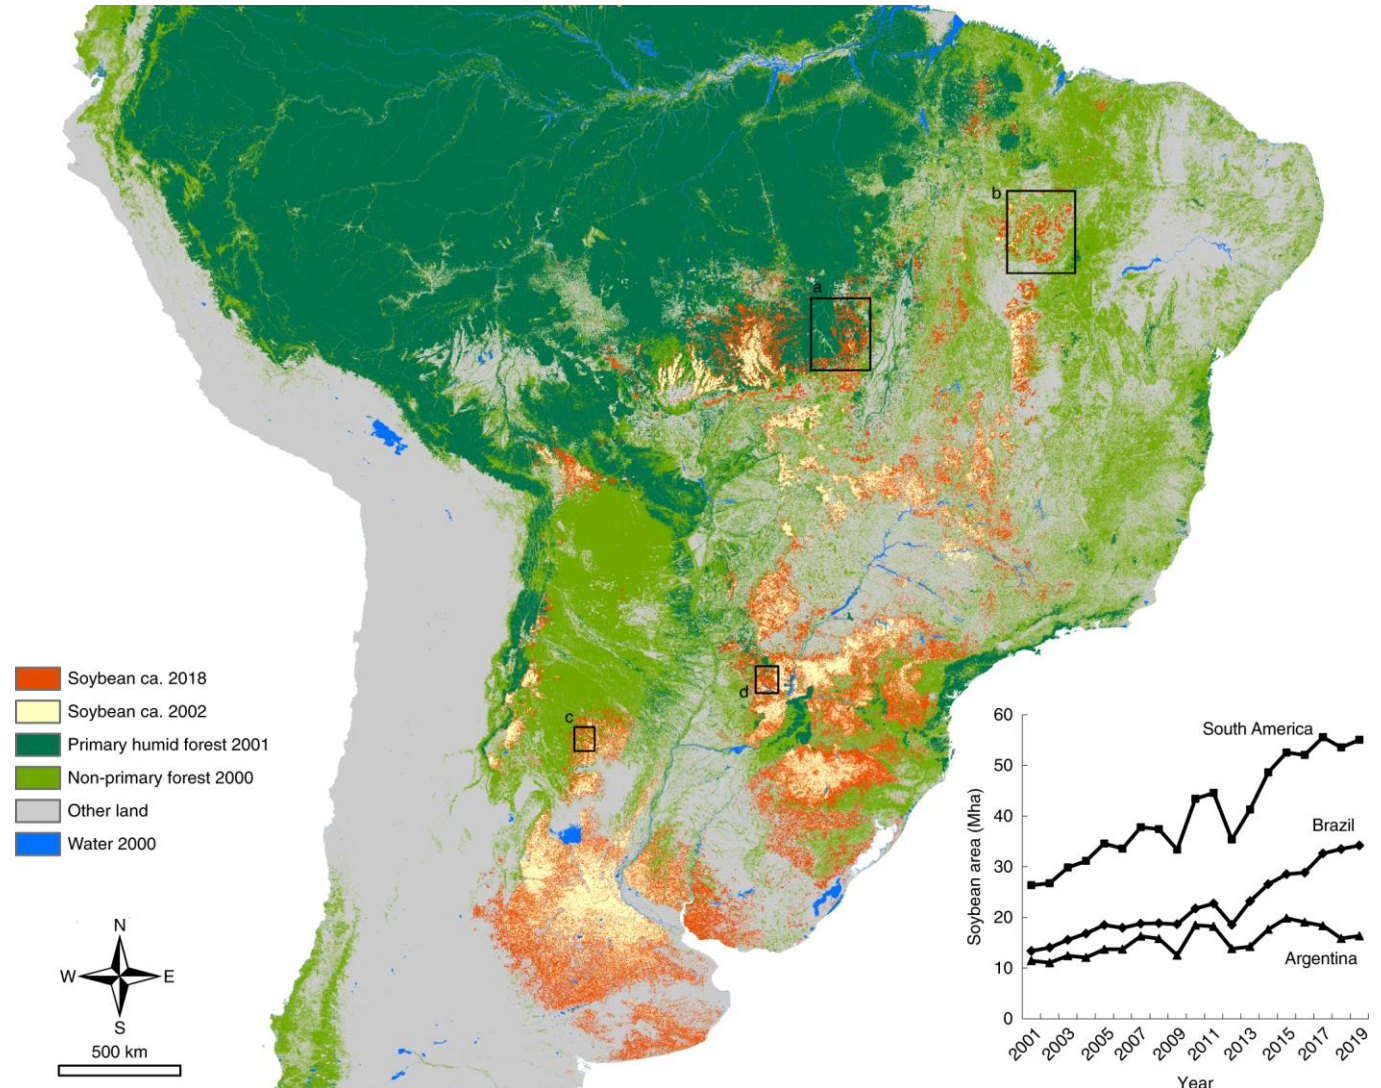 b
a
c
d
Soybean ca. 2018
Soybean ca. 2002
Primary humid forest 2001
Non-primary forest 2000
Other land
Water 2000
N
W E
S
500 km
60
50
40
30
20
10
0
Soybean area (Mha)
South America
Brazil
Argentina
2001
2003
2005
2007
2009
2011
2013
2015
2017
2019
Year